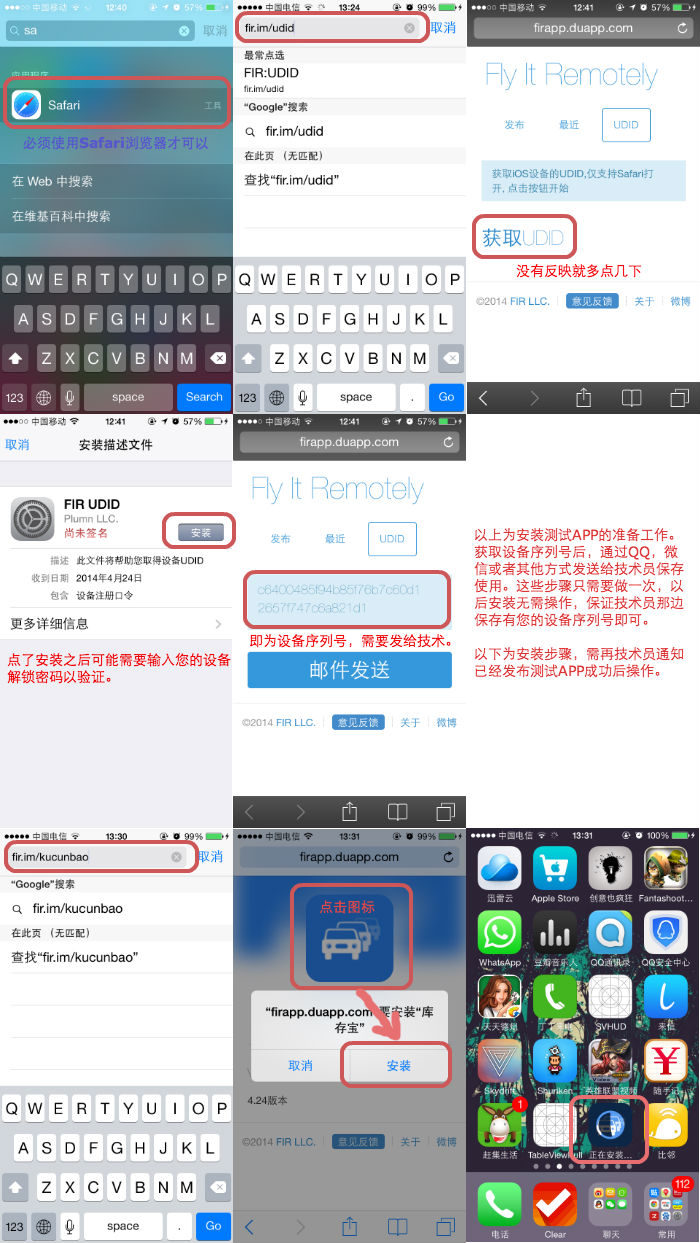 中国移动 12:40 57%
sa 取消
应用程序
Safari 工具
必须使用Safari浏览器才可以
在 Web 中搜索
在维基百科中搜索
Q W E R T Y U I O P
A S D F G H J K L
Z X C V B N M
123 space Search
中国电信 13:24 99%
fir.im/udid 取消
最常点选
FIR:UDID
fir.im/udid
“Google”搜索
fir.im/udid
在此页 （无匹配）
查找“fir.im/udid”
Q W E R T Y U I O P
A S D F G H J K L
Z X C V B N M
123 space . Go
中国移动 12:41 57%
firapp.duapp.com
Fly It Remotely
发布 最近 UDID
获取iOS设备的UDID,仅支持Safari打
开, 点击按钮开始
获取UDID
没有反映就多点几下
©2014 FIR LLC. 意见反馈 关于 微博
中国移动 12:41 57%
取消 安装描述文件
FIR UDID
Plumn LLC.
尚未签名
安装
描述 此文件将帮助您取得设备UDID
收到日期 2014年4月24日
包含 设备注册口令
更多详细信息
点了安装之后可能需要输入您的设备
解锁密码以验证。
中国移动 12:41 57%
firapp.duapp.com
Fly It Remotely
发布 最近 UDID
c6400485f94b85f76b7c60d1
2657f747c6a821d1
即为设备序列号，需要发给技术。
邮件发送
©2014 FIR LLC. 意见反馈 关于 微博
以上为安装测试APP的准备工作。
获取设备序列号后，通过QQ，微
信或者其他方式发送给技术员保存
使用。这些步骤只需要做一次，以
后安装无需操作，保证技术员那边
保存有您的设备序列号即可。
以下为安装步骤，需再技术员通知
已经发布测试APP成功后操作。
中国电信 13:30 99%
fir.im/kucunbao 取消
“Google”搜索
fir.im/kucunbao
在此页 （无匹配）
查找“fir.im/kucunbao”
Q W E R T Y U I O P
A S D F G H J K L
Z X C V B N M
123 space . Go
中国电信 13:31 99%
firapp.duapp.com
点击图标
“firapp.duapp.com”要安装“库
存宝”
取消 安装
4.24版本
©2014 FIR LLC. 意见反馈 关于 微博
中国电信 13:31 100%
迅雷云 Apple Store 创意也疯狂 Fantashoot...
WhatsApp 豆瓣音乐人 QQ通讯录 QQ安全中心
天天德州 SVHUD 来信
Skydrift Shuriken 英雄联盟视频 随手记
Video
1
赶集生活 TableViewPull 正在安装... 比邻
112
电话 Clear 聊天 常用